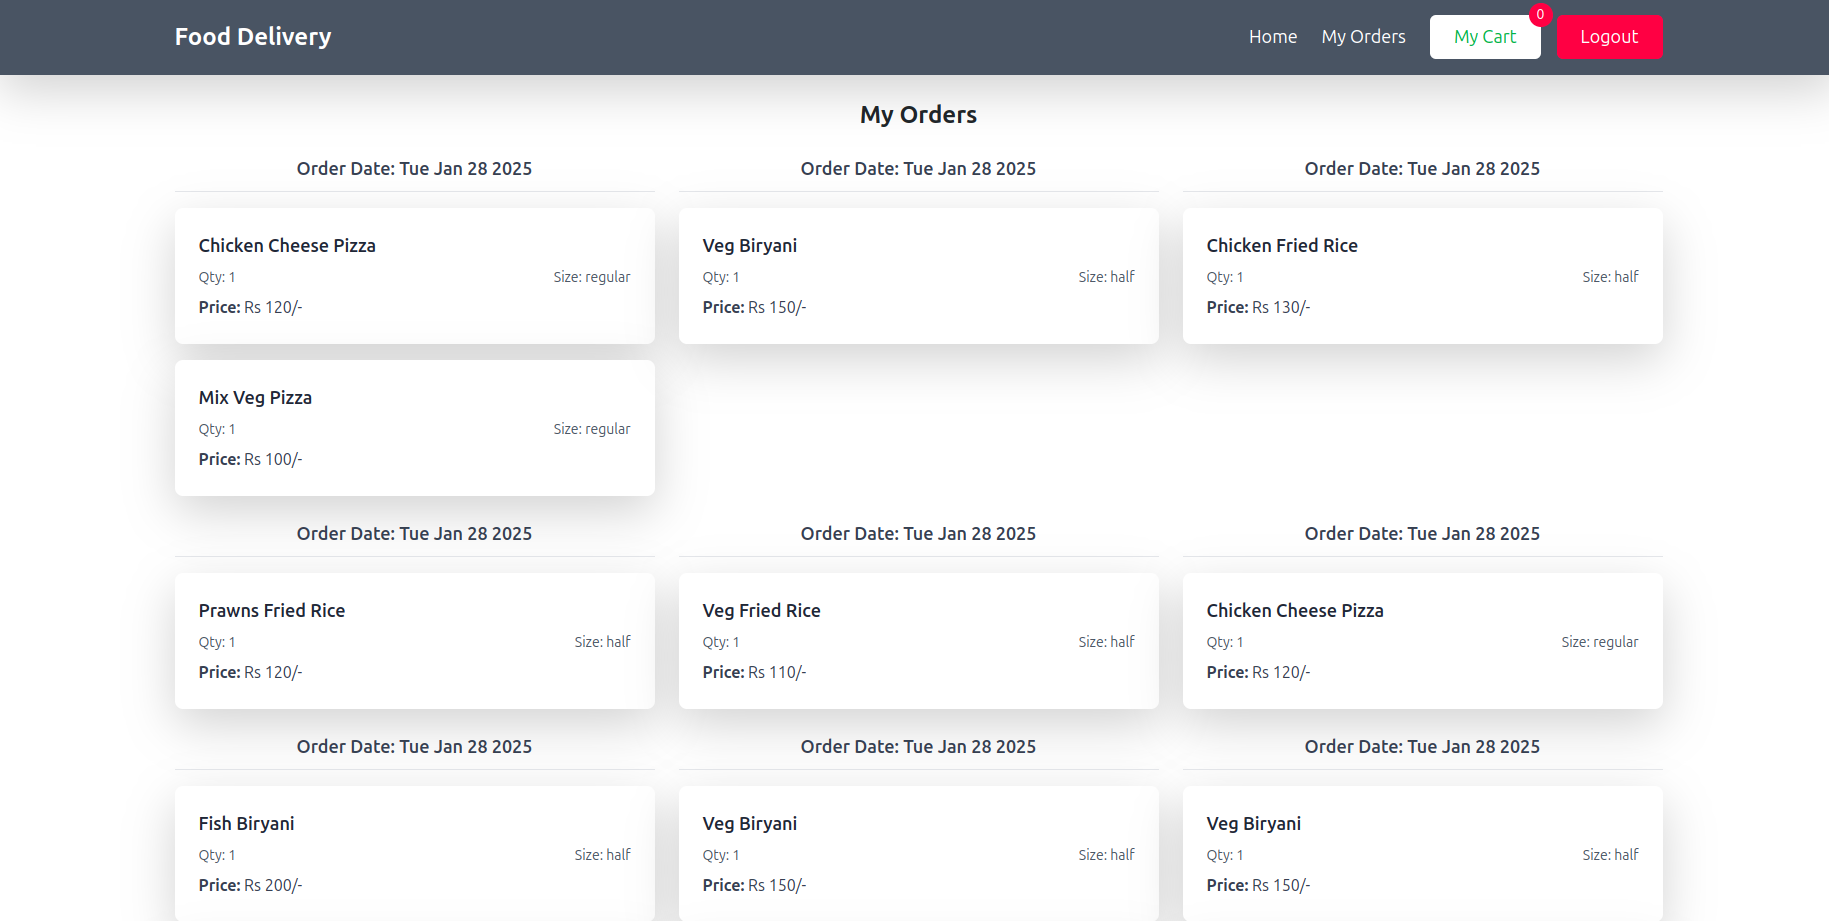 Food Delivery
Home
My Orders
My Cart
0
Logout
My Orders
Order Date: Tue Jan 28 2025
Chicken Cheese Pizza
Qty: 1 Size: regular
Price: Rs 120/-
Mix Veg Pizza
Qty: 1 Size: regular
Price: Rs 100/-
Order Date: Tue Jan 28 2025
Veg Biryani
Qty: 1 Size: half
Price: Rs 150/-
Order Date: Tue Jan 28 2025
Chicken Fried Rice
Qty: 1 Size: half
Price: Rs 130/-
Order Date: Tue Jan 28 2025
Prawns Fried Rice
Qty: 1 Size: half
Price: Rs 120/-
Order Date: Tue Jan 28 2025
Veg Fried Rice
Qty: 1 Size: half
Price: Rs 110/-
Order Date: Tue Jan 28 2025
Chicken Cheese Pizza
Qty: 1 Size: regular
Price: Rs 120/-
Order Date: Tue Jan 28 2025
Fish Biryani
Qty: 1 Size: half
Price: Rs 200/-
Order Date: Tue Jan 28 2025
Veg Biryani
Qty: 1 Size: half
Price: Rs 150/-
Order Date: Tue Jan 28 2025
Veg Biryani
Qty: 1 Size: half
Price: Rs 150/-